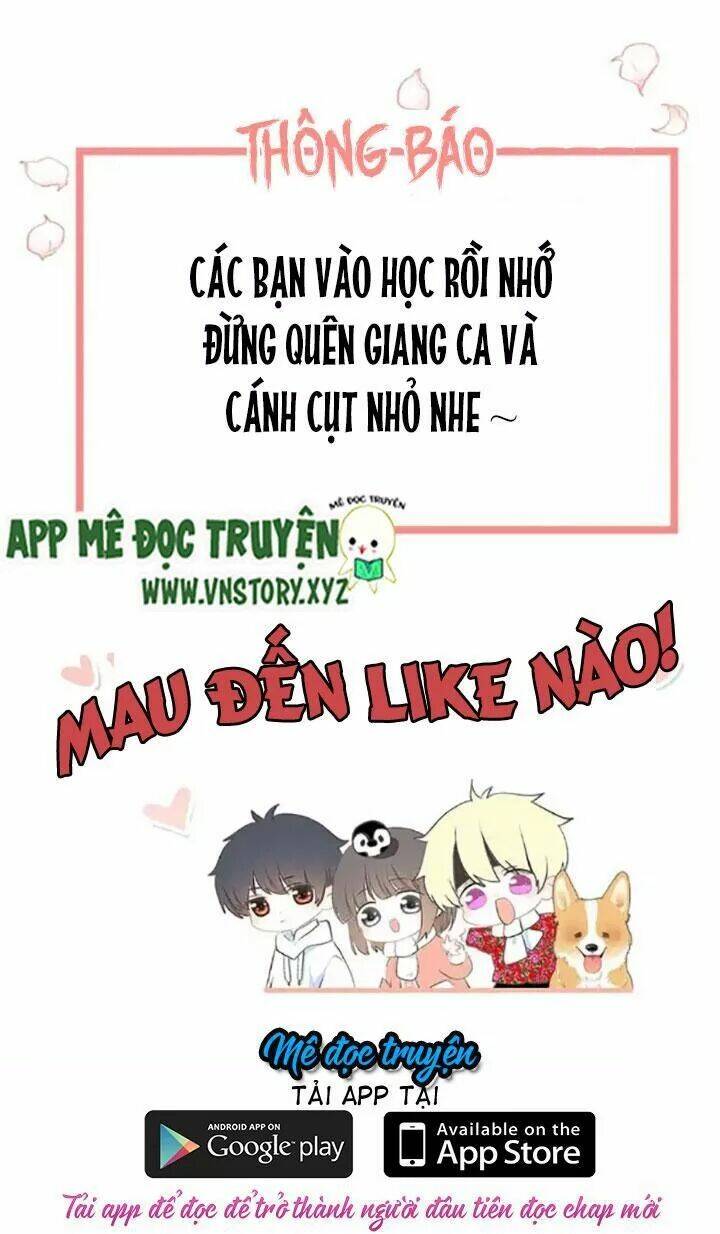 THÔNG-BÁO
CÁC BẠN VÀO HỌC RỒI NHỚ
ĐỪNG QUÊN GIANG CA VÀ
CÁNH CỤT NHỎ NHE ~
MÊ ĐỌC TRUYỆN
APP MÊ ĐỌC TRUYỆN
WWW.VNSTORY.XYZ
MAU ĐẾN LIKE NÀO!
Mê đọc truyện
TẢI APP TẠI
ANDROID APP ON
Google play
Available on the
App Store
Tải app để đọc để trở thành người đâu tiên đọc chap mới